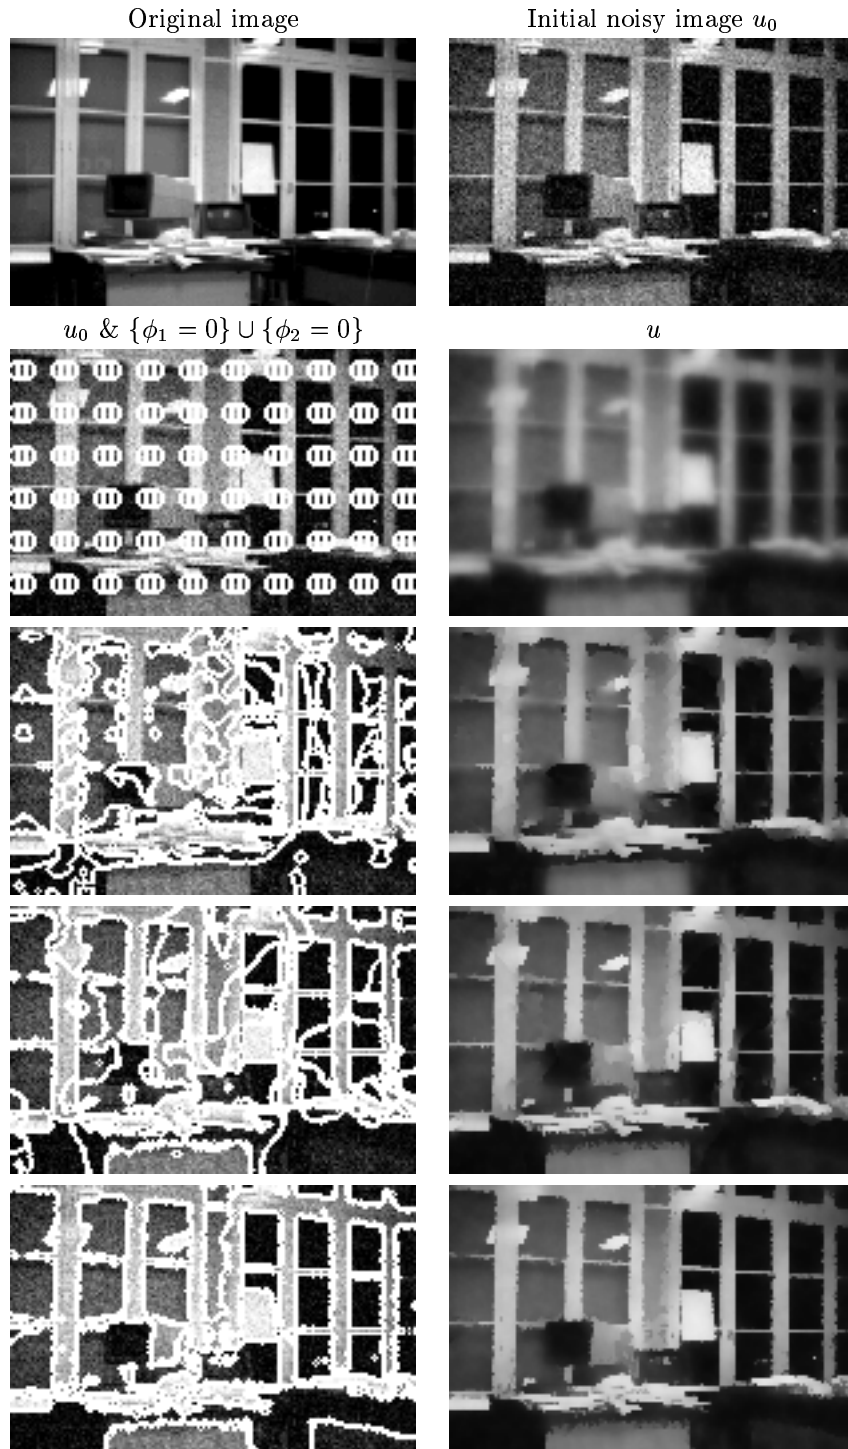 Original image
Initial noisy image u₀
u₀ & {ϕ₁ = 0} ∪ {ϕ₂ = 0}
u